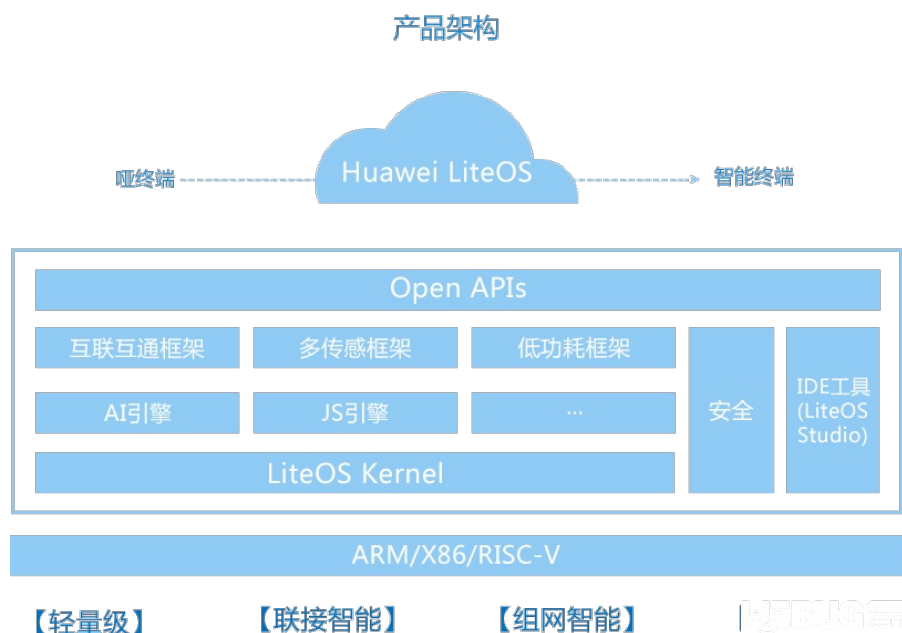 产品架构
Huawei LiteOS
哑终端
智能终端
Open APIs
互联互通框架
多传感框架
低功耗框架
AI引擎
JS引擎
...
LiteOS Kernel
安全
IDE工具
(LiteOS
Studio)
ARM/X86/RISC-V
【轻量级】
【联接智能】
【组网智能】